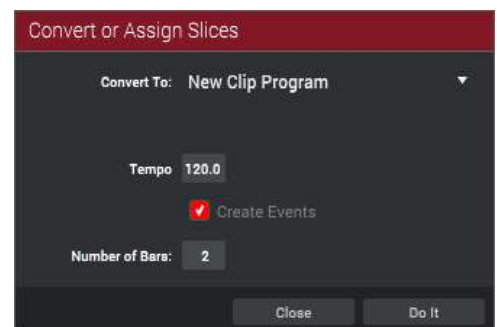 Convert or Assign Slices
Convert To: New Clip Program
Tempo 120.0
Create Events
Number of Bars: 2
Close Do It